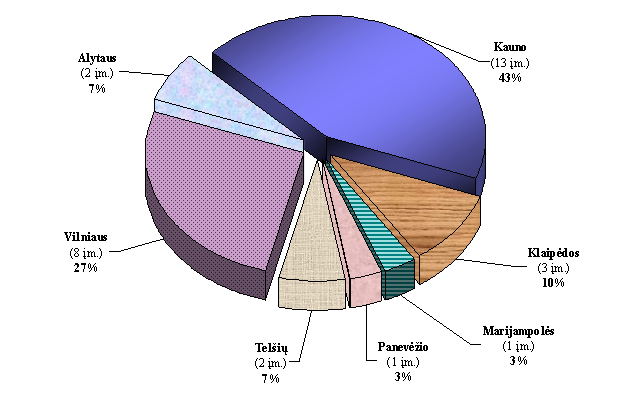 Kauno
(13 įm.)
43%
Alytaus
(2 įm.)
7%
Vilniaus
(8 įm.)
27%
Klaipėdos
(3 įm.)
10%
Marijampolės
(1 įm.)
3%
Panevėžio
(1 įm.)
3%
Telšių
(2 įm.)
7%